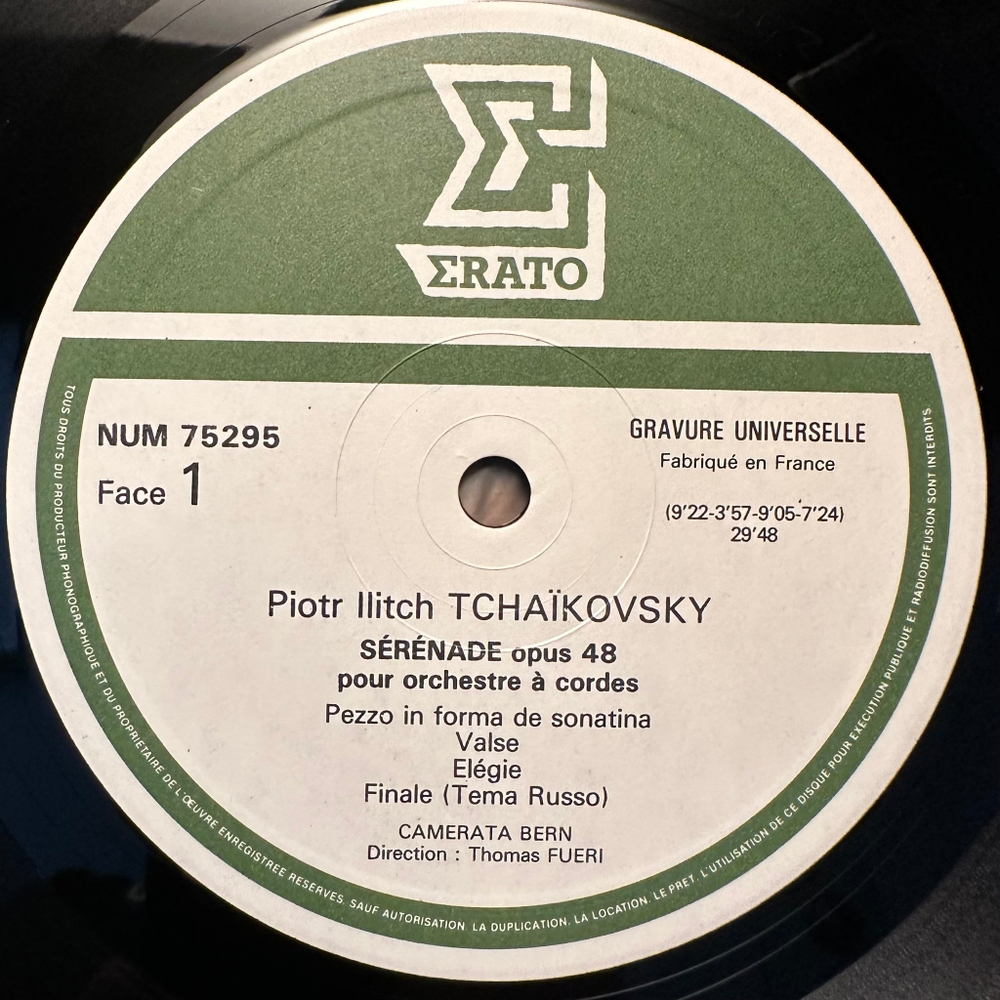 ΣRATO
NUM 75295
Face 1
GRAVURE UNIVERSELLE
Fabriqué en France
(9'22-3'57-9'05-7'24)
29'48
Piotr Ilitch TCHAÏKOVSKY
SÉRÉNADE opus 48
pour orchestre à cordes
Pezzo in forma de sonatina
Valse
Elégie
Finale (Tema Russo)
CAMERATA BERN
Direction : Thomas FUERI
TOUS DROITS DU PRODUCTEUR PHONOGRAPHIQUE ET DU PROPRIETAIRE DE L'ŒUVRE ENREGISTREE RESERVES. SAUF AUTORISATION. LA DUPLICATION. LA LOCATION. LE PRET. L'UTILISATION DE CE DISQUE POUR EXECUTION PUBLIQUE ET RADIODIFFUSION SONT INTERDITS